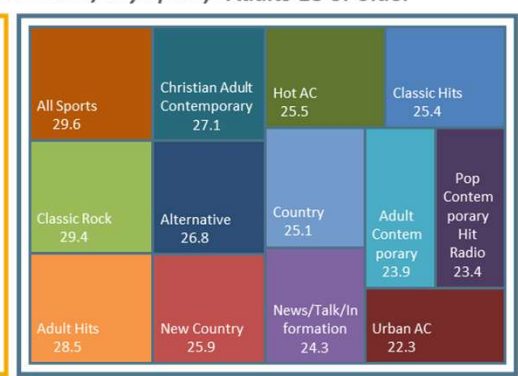 All Sports
29.6
Christian Adult
Contemporary
27.1
Hot AC
25.5
Classic Hits
25.4
Classic Rock
29.4
Alternative
26.8
Country
25.1
Adult
Contem
porary
23.9
Pop
Contem
porary
Hit
Radio
23.4
Adult Hits
28.5
New Country
25.9
News/Talk/In
formation
24.3
Urban AC
22.3